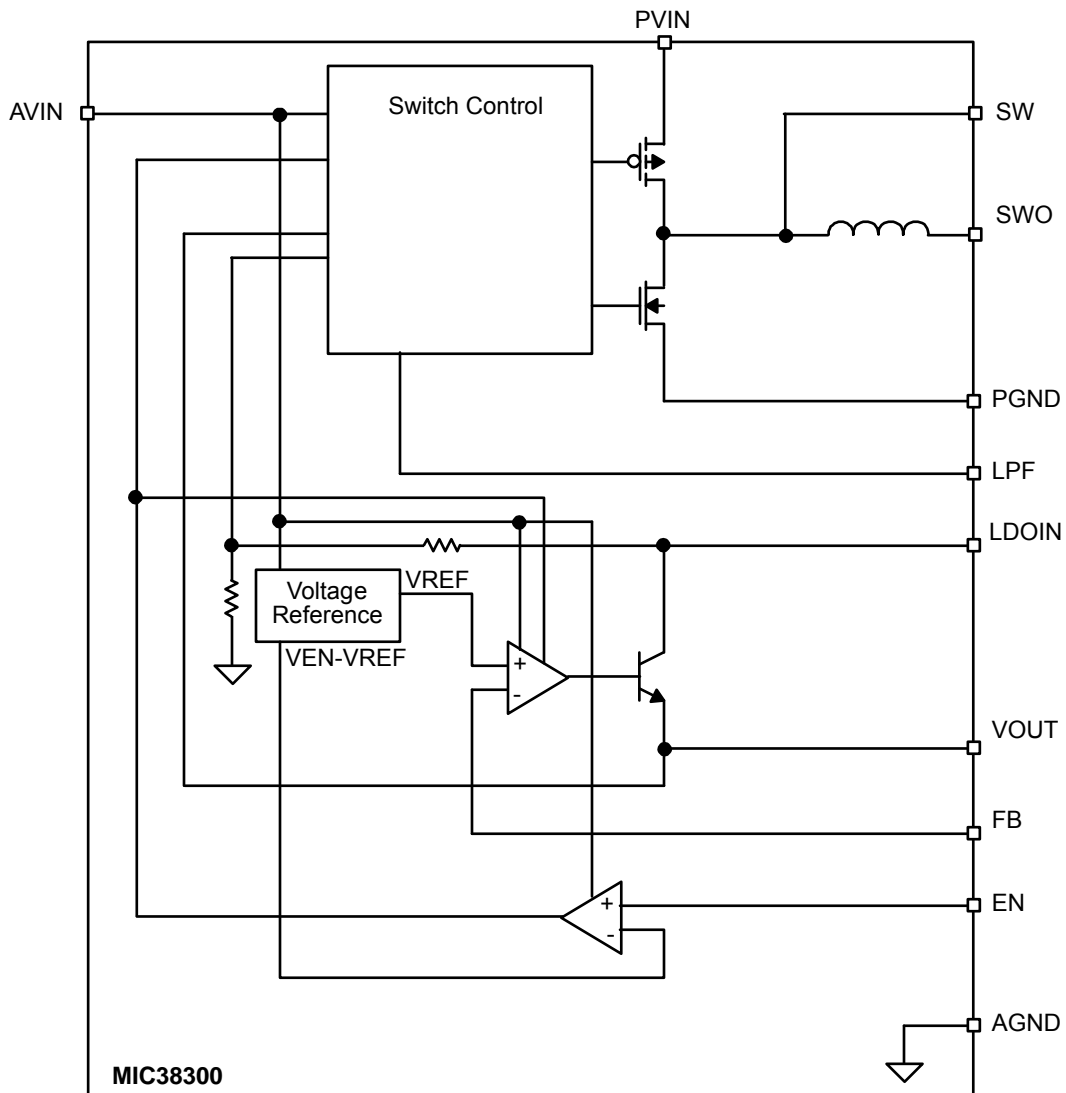 PVIN
AVIN
Switch Control
SW
SWO
PGND
LPF
LDOIN
VREF
Voltage
Reference
VEN-VREF
+
-
VOUT
FB
+
-
EN
AGND
MIC38300